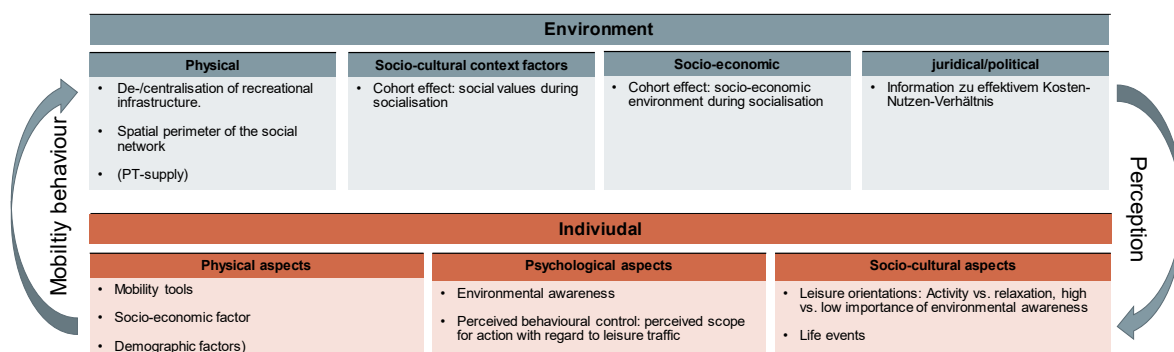 Environment
Physical
Socio-cultural context factors
Socio-economic
juridical/political
• De-/centralisation of recreational
infrastructure.
• Spatial perimeter of the social
network
• (PT-supply)
• Cohort effect: social values during
socialisation
• Cohort effect: socio-economic
environment during socialisation
• Information zu effektivem Kosten-
Nutzen-Verhältnis
Mobiltiy behaviour
Perception
Indiviudal
Physical aspects
Psychological aspects
Socio-cultural aspects
• Mobility tools
• Socio-economic factor
• Demographic factors)
• Environmental awareness
• Perceived behavioural control: perceived scope
for action with regard to leisure traffic
• Leisure orientations: Activity vs. relaxation, high
vs. low importance of environmental awareness
• Life events